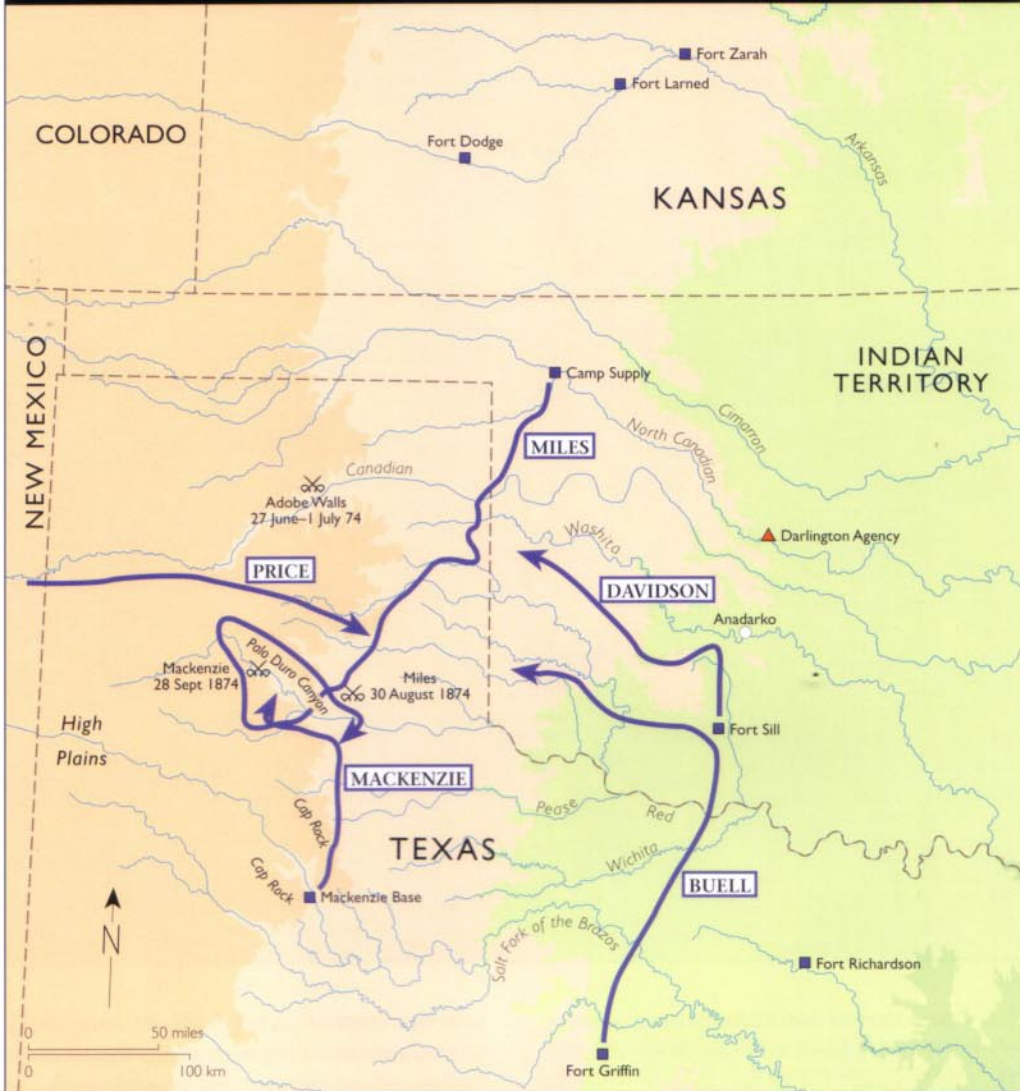 Fort Zarah
Fort Larned
COLORADO
Fort Dodge
Arkansas
KANSAS
NEW MEXICO
INDIAN
TERRITORY
Camp Supply
Cimarron
North Canadian
MILES
Canadian
Adobe Walls
27 June–1 July 74
Washita
Darlington Agency
PRICE
DAVIDSON
Anadarko
Palo Duro Canyon
Mackenzie
28 Sept 1874
Miles
30 August 1874
High
Plains
Fort Sill
MACKENZIE
Cap Rock
Pease
Red
TEXAS
Wichita
Cap Rock
BUELL
Mackenzie Base
N
Salt Fork of the Brazos
Fort Richardson
0
50 miles
0
100 km
Fort Griffin